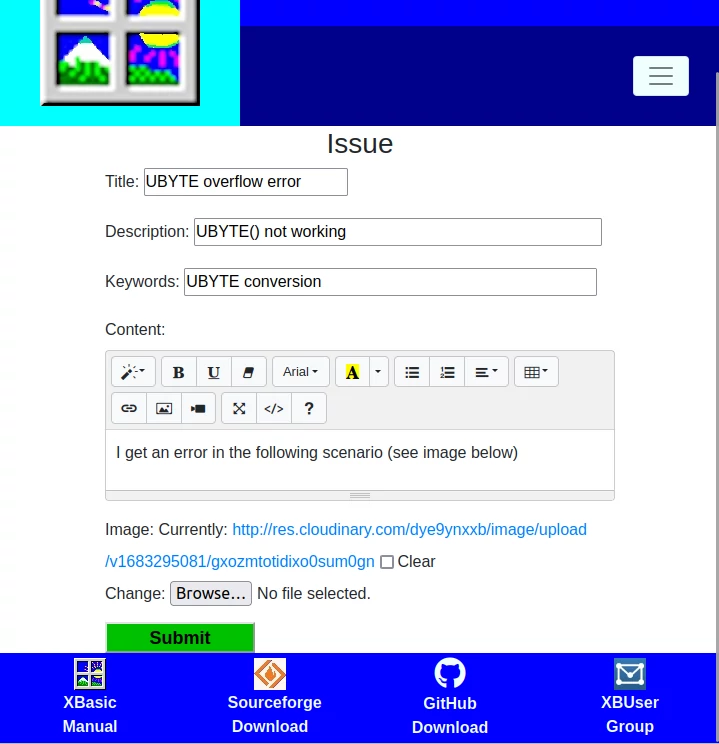 Issue
Title: UBYTE overflow error
Description: UBYTE() not working
Keywords: UBYTE conversion
Content:
B U Arial A
</> ?
I get an error in the following scenario (see image below)
Image: Currently: http://res.cloudinary.com/dye9ynxxb/image/upload
/v1683295081/gxozmtotidixo0sum0gn Clear
Change: Browse... No file selected.
Submit
XBasic Sourceforge GitHub XBUser
Manual Download Download Group